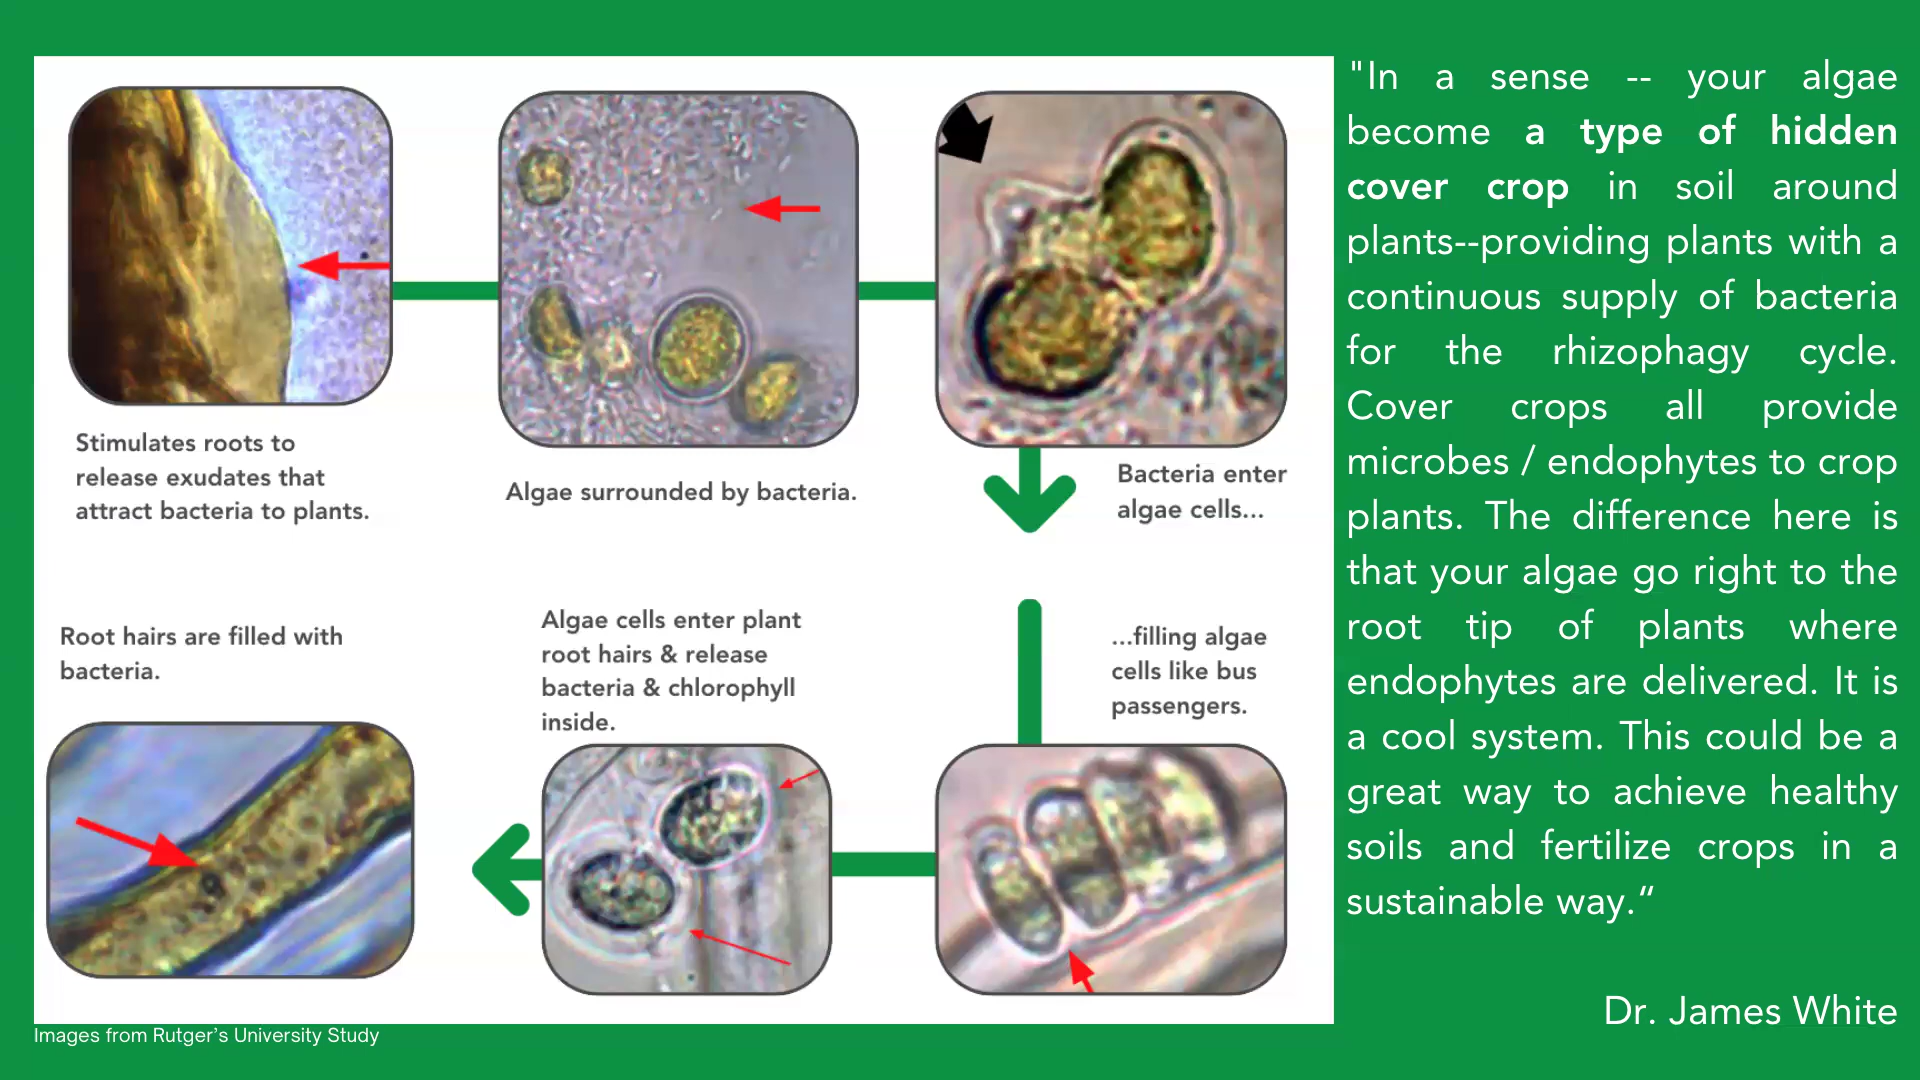 Stimulates roots to
release exudates that
attract bacteria to plants.
Algae surrounded by bacteria.
Bacteria enter
algae cells...
...filling algae
cells like bus
passengers.
Algae cells enter plant
root hairs & release
bacteria & chlorophyll
inside.
Root hairs are filled with
bacteria.
Images from Rutger's University Study
"In a sense -- your algae
become a type of hidden
cover crop in soil around
plants--providing plants with a
continuous supply of bacteria
for the rhizophagy cycle.
Cover crops all provide
microbes / endophytes to crop
plants. The difference here is
that your algae go right to the
root tip of plants where
endophytes are delivered. It is
a cool system. This could be a
great way to achieve healthy
soils and fertilize crops in a
sustainable way.“
Dr. James White